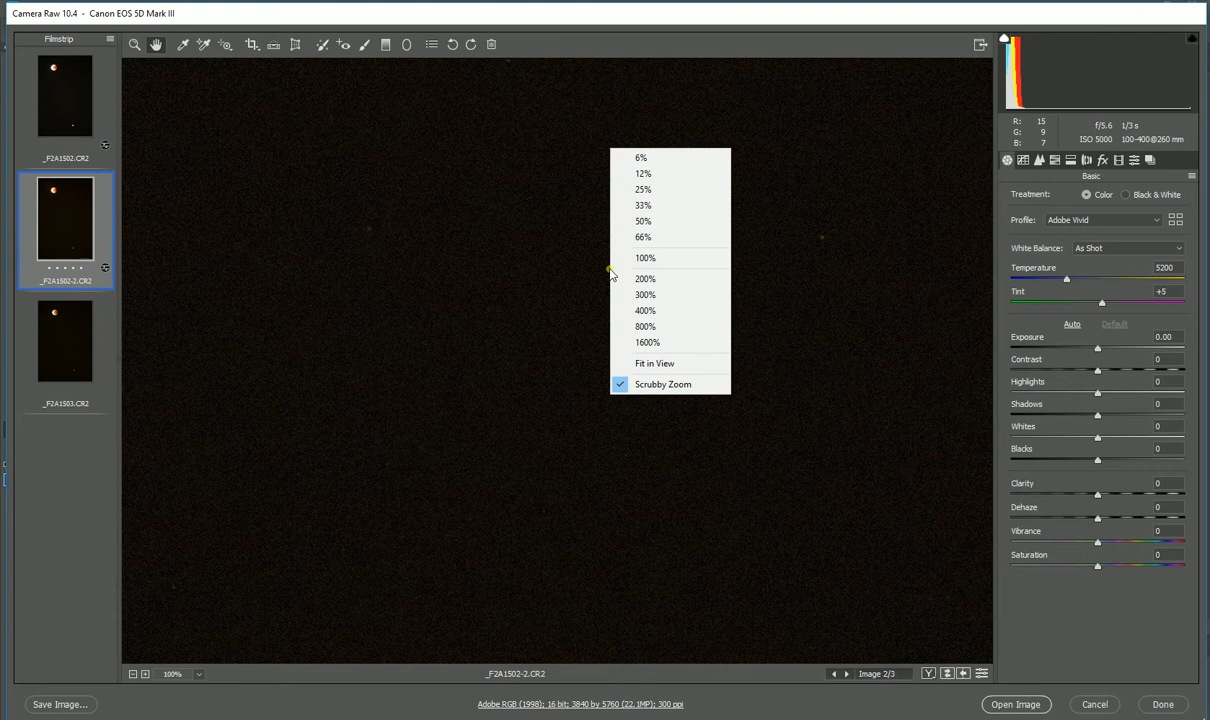 Camera Raw 10.4 - Canon EOS 5D Mark III
Filmstrip
_F2A1502.CR2
_F2A1502-2.CR2
_F2A1503.CR2
6%
12%
25%
33%
50%
66%
100%
200%
300%
400%
800%
1600%
Fit in View
Scrubby Zoom
R: 15
G: 9
B: 7
f/5.6 1/3 s
ISO 5000 100-400@260 mm
Basic
Treatment: Color Black & White
Profile: Adobe Vivid
White Balance: As Shot
Temperature 5200
Tint +5
Auto Default
Exposure 0.00
Contrast 0
Highlights 0
Shadows 0
Whites 0
Blacks 0
Clarity 0
Dehaze 0
Vibrance 0
Saturation 0
100%
_F2A1502-2.CR2
Image 2/3
Y
Save Image...
Adobe RGB (1998); 16 bit; 3840 by 5760 (22.1MP); 300 ppi
Open Image
Cancel
Done